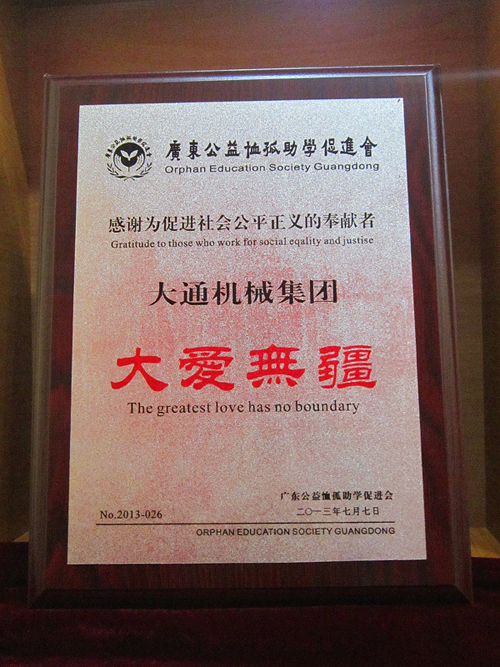 廣東公益恤孤助學促進會
Orphan Education Society Guangdong
感谢为促进社会公平正义的奉献者
Gratitude to those who work for social eqality and justise
大通机械集团
大愛無疆
The greatest love has no boundary
广东公益恤孤助学促进会
No.2013-026
二〇一三年七月七日
ORPHAN EDUCATION SOCIETY GUANGDONG